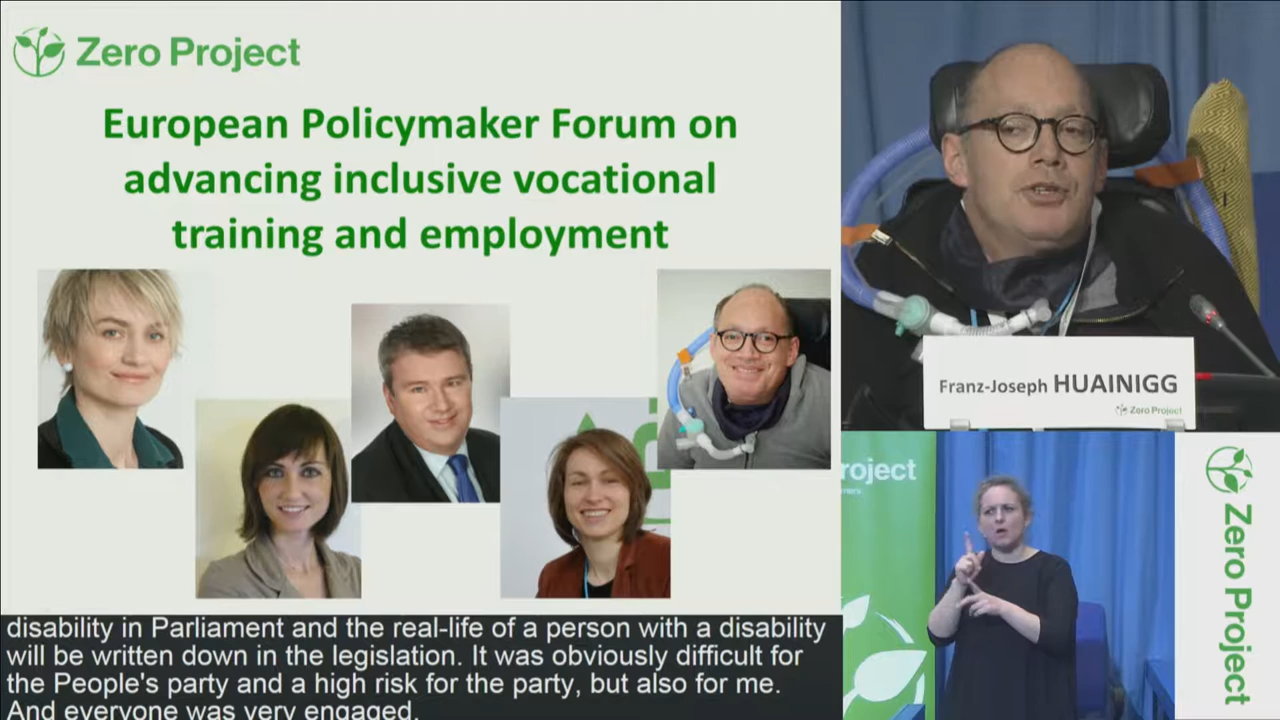 Zero Project
European Policymaker Forum on
advancing inclusive vocational
training and employment
disability in Parliament and the real-life of a person with a disability
will be written down in the legislation. It was obviously difficult for
the People's party and a high risk for the party, but also for me.
And everyone was very engaged.
Franz-Joseph HUAINIGG
Zero Project
roject
Zero Project